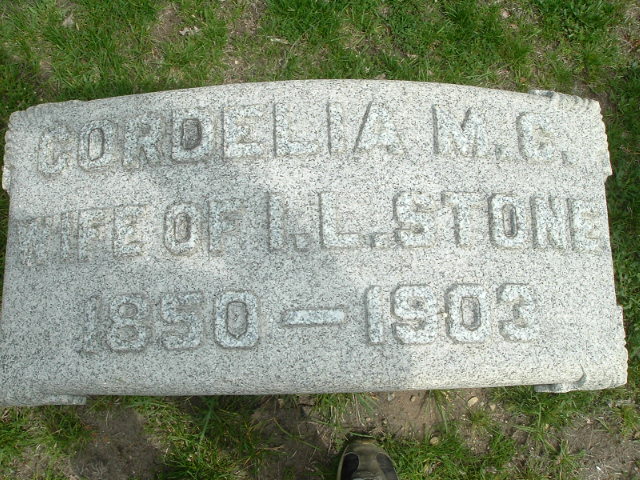 CORDELIA M. C.
WIFE OF I. L. STONE
1850 — 1903